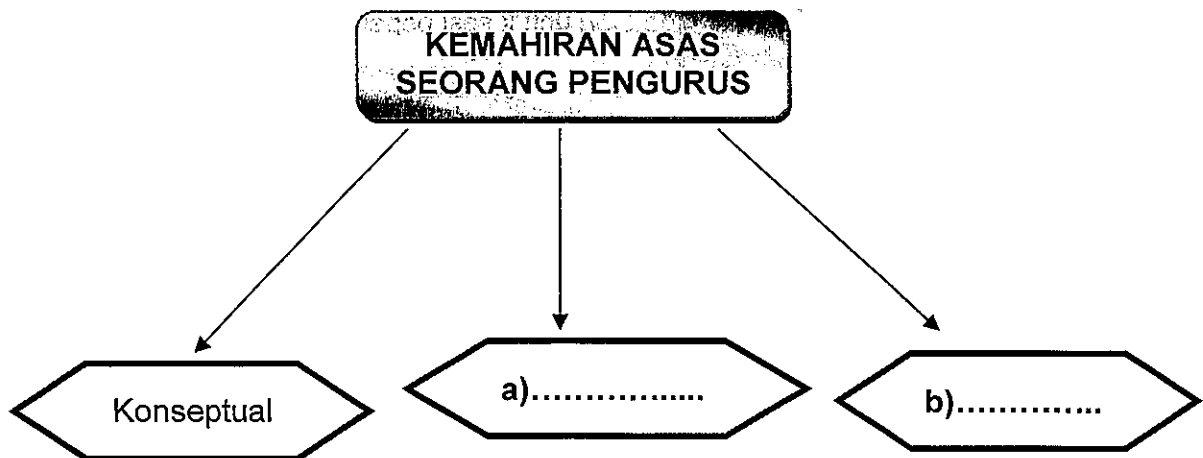 KEMAHIRAN ASAS
SEORANG PENGURUS
Konseptual
a).................
b)..............